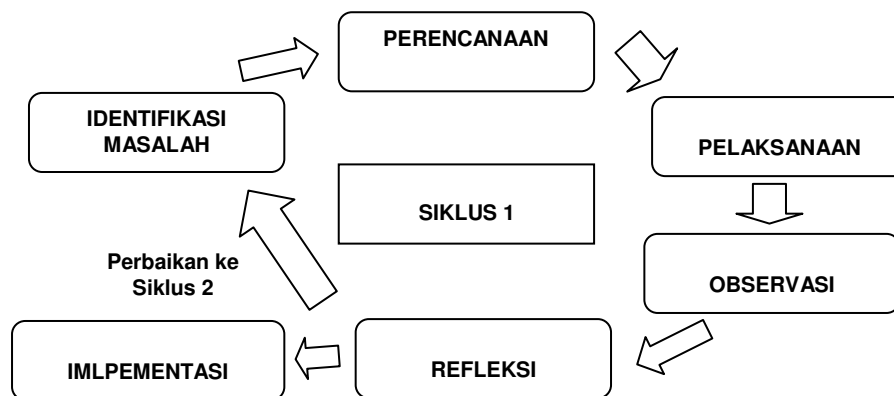 PERENCANAAN
IDENTIFIKASI
MASALAH
PELAKSANAAN
SIKLUS 1
Perbaikan ke
Siklus 2
OBSERVASI
IMLPEMENTASI
REFLEKSI